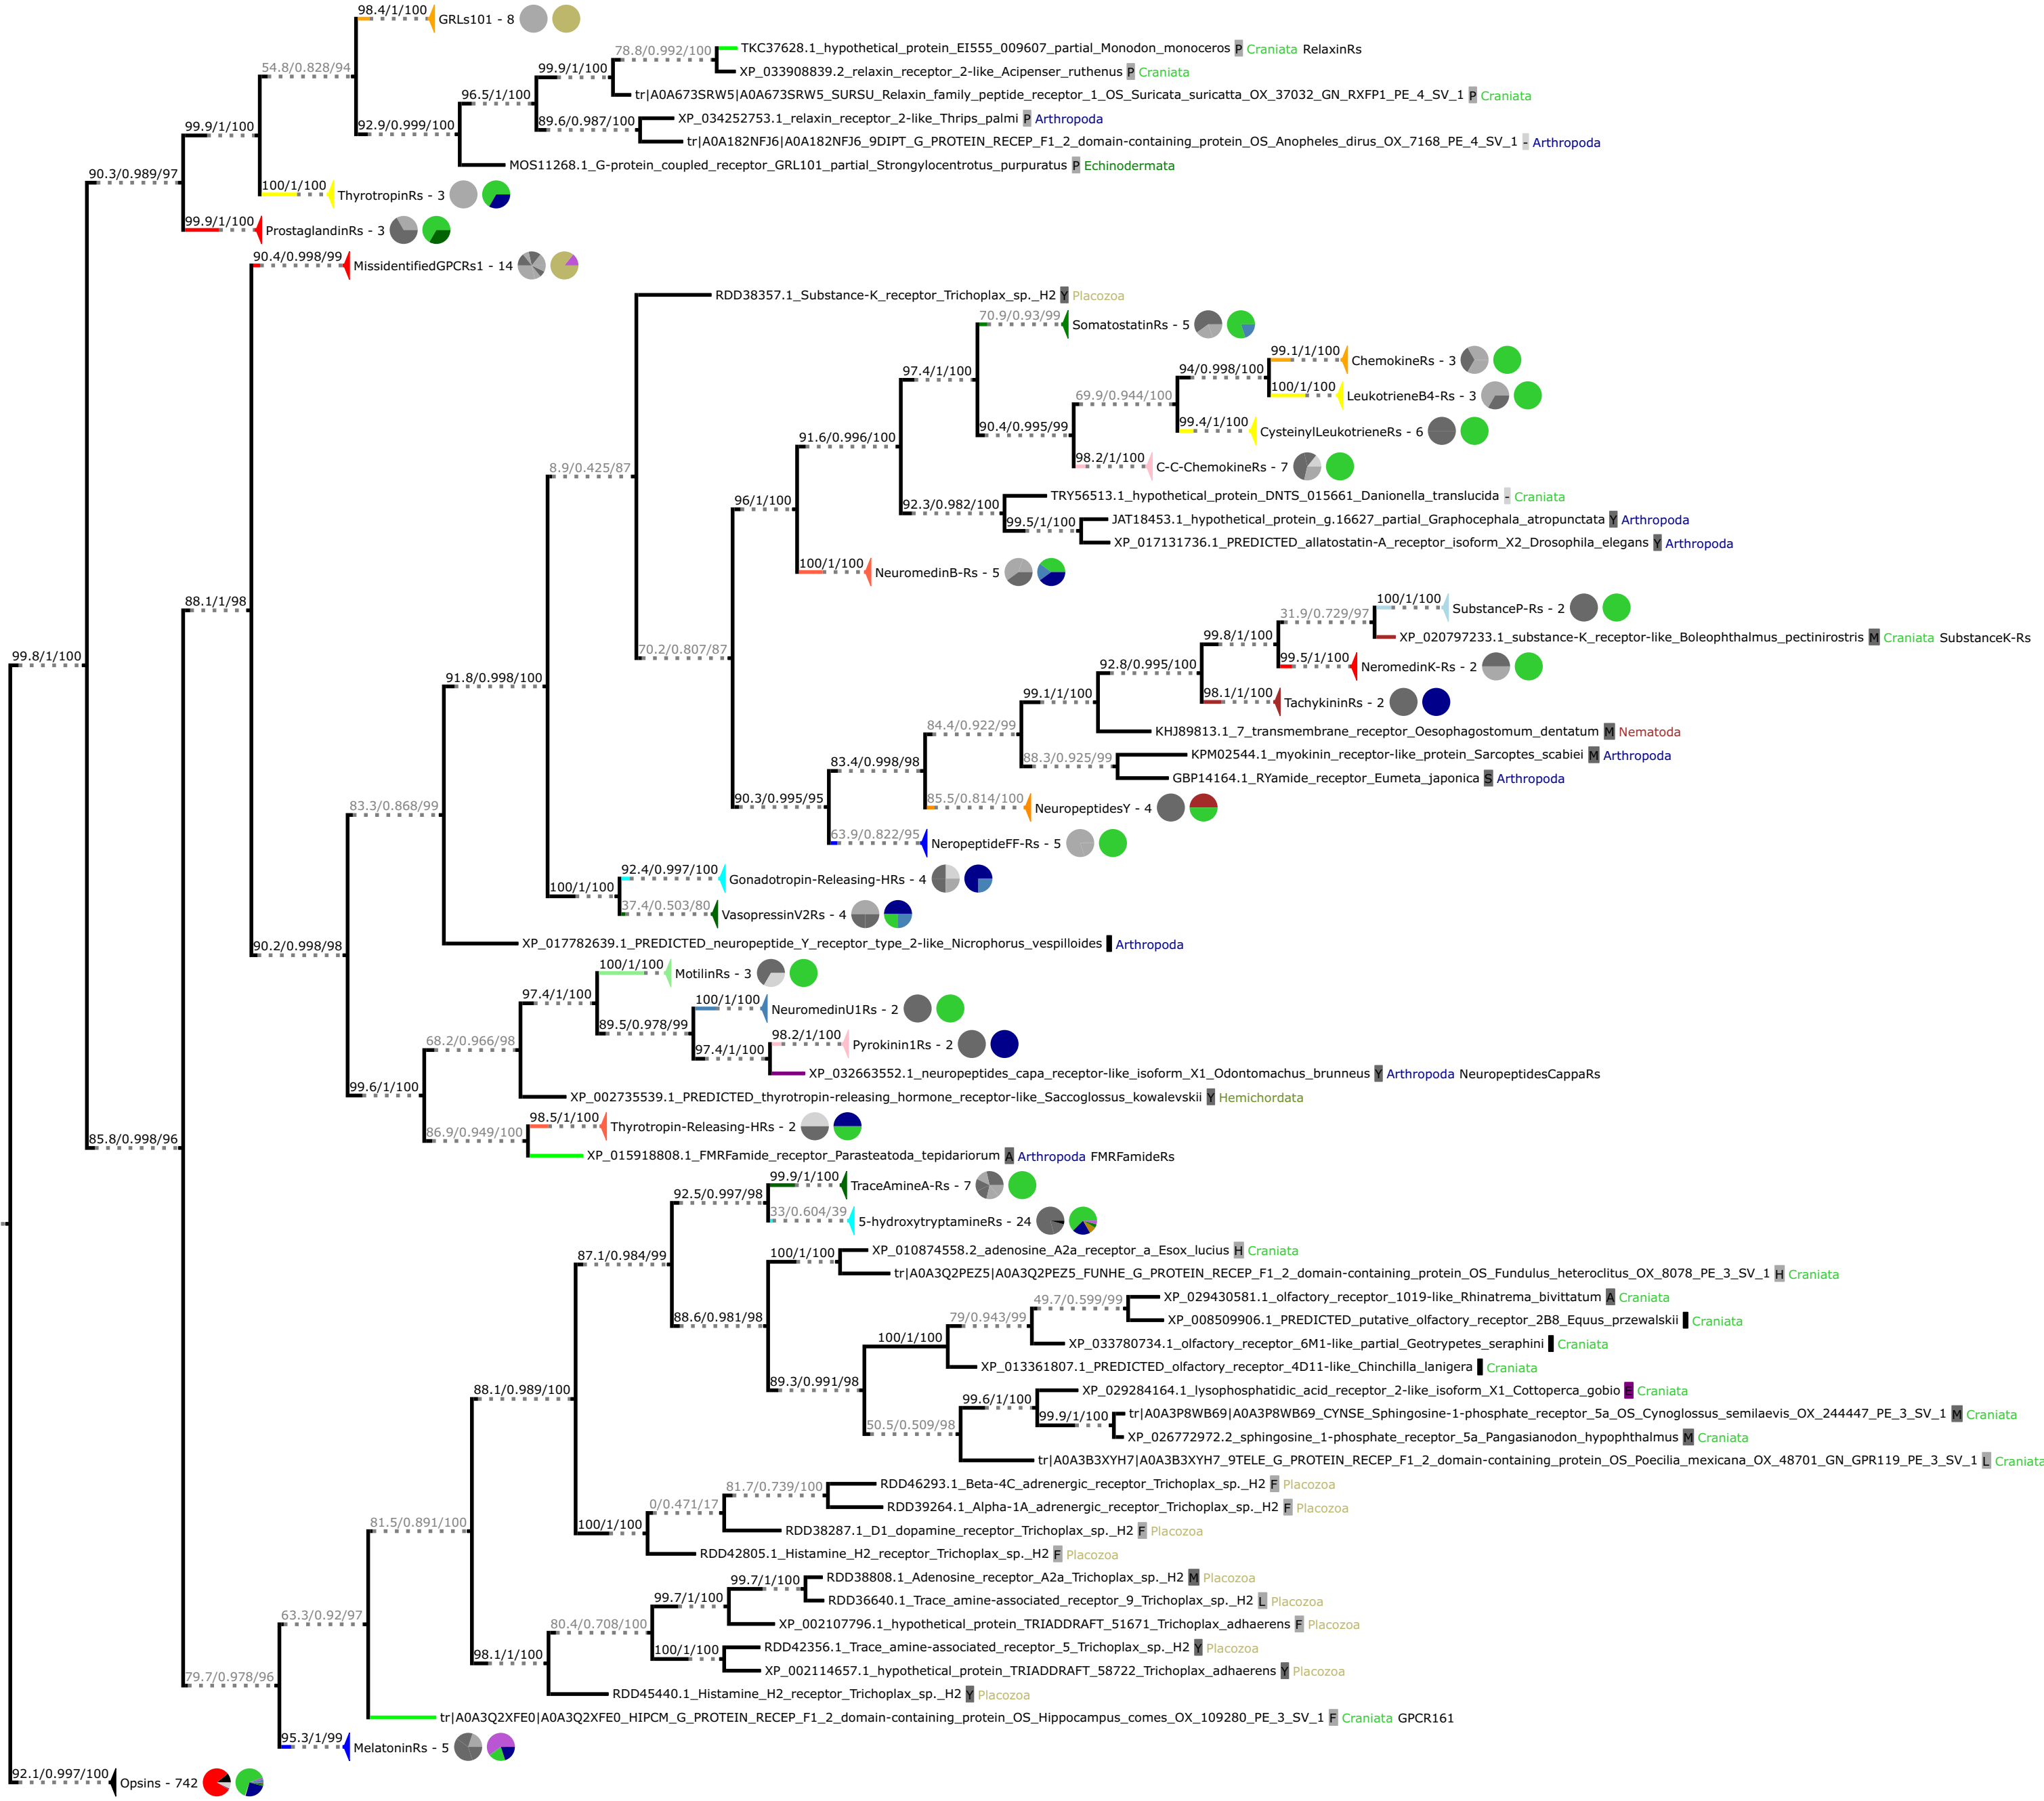 98.4/1/100 GRLs101 - 8
54.8/0.828/94
78.8/0.992/100 TKC37628.1_hypothetical_protein_EI555_009607_partial_Monodon_monoceros P Craniata RelaxinRs
99.9/1/100 XP_033908839.2_relaxin_receptor_2-like_Acipenser_ruthenus P Craniata
96.5/1/100 tr|A0A673SRW5|A0A673SRW5_SURSU_Relaxin_family_peptide_receptor_1_OS_Suricata_suricatta_OX_37032_GN_RXFP1_PE_4_SV_1 P Craniata
92.9/0.999/100 89.6/0.987/100 XP_034252753.1_relaxin_receptor_2-like_Thrips_palmi P Arthropoda
99.9/1/100 tr|A0A182NFJ6|A0A182NFJ6_9DIPT_G_PROTEIN_RECEP_F1_2_domain-containing_protein_OS_Anopheles_dirus_OX_7168_PE_4_SV_1 - Arthropoda
MOS11268.1_G-protein_coupled_receptor_GRL101_partial_Strongylocentrotus_purpuratus P Echinodermata
90.3/0.989/97 100/1/100 ThyrotropinRs - 3
99.9/1/100 ProstaglandinRs - 3
90.4/0.998/99 MissidentifiedGPCRs1 - 14
RDD38357.1_Substance-K_receptor_Trichoplax_sp._H2 Y Placozoa
70.9/0.93/99 SomatostatinRs - 5
99.1/1/100 ChemokineRs - 3
97.4/1/100 94/0.998/100
100/1/100 LeukotrieneB4-Rs - 3
69.9/0.944/100
99.4/1/100 CysteinylLeukotrieneRs - 6
91.6/0.996/100 90.4/0.995/99
8.9/0.425/87 98.2/1/100 C-C-ChemokineRs - 7
TRY56513.1_hypothetical_protein_DNTS_015661_Danionella_translucida - Craniata
96/1/100 92.3/0.982/100
99.5/1/100 JAT18453.1_hypothetical_protein_g.16627_partial_Graphocephala_atropunctata Y Arthropoda
XP_017131736.1_PREDICTED_allatostatin-A_receptor_isoform_X2_Drosophila_elegans Y Arthropoda
100/1/100 NeuromedinB-Rs - 5
88.1/1/98 100/1/100 SubstanceP-Rs - 2
31.9/0.729/97
99.8/1/100 XP_020797233.1_substance-K_receptor-like_Boleophthalmus_pectinirostris M Craniata SubstanceK-Rs
99.8/1/100 70.2/0.807/87 92.8/0.995/100 99.5/1/100 NeromedinK-Rs - 2
91.8/0.998/100 99.1/1/100 98.1/1/100 TachykininRs - 2
84.4/0.922/99 KHJ89813.1_7_transmembrane_receptor_Oesophagostomum_dentatum M Nematoda
83.4/0.998/98 88.3/0.925/99 KPM02544.1_myokinin_receptor-like_protein_Sarcoptes_scabiei M Arthropoda
GBP14164.1_RYamide_receptor_Eumeta_japonica S Arthropoda
83.3/0.868/99 90.3/0.995/95 85.5/0.814/100 NeuropeptidesY - 4
63.9/0.822/95 NeropeptideFF-Rs - 5
92.4/0.997/100 Gonadotropin-Releasing-HRs - 4
100/1/100
37.4/0.503/80 VasopressinV2Rs - 4
90.2/0.998/98 XP_017782639.1_PREDICTED_neuropeptide_Y_receptor_type_2-like_Nicrophorus_vespilloides Arthropoda
100/1/100 MotilinRs - 3
97.4/1/100
100/1/100 NeuromedinU1Rs - 2
89.5/0.978/99
68.2/0.966/98 98.2/1/100 Pyrokinin1Rs - 2
97.4/1/100
XP_032663552.1_neuropeptides_capa_receptor-like_isoform_X1_Odontomachus_brunneus Y Arthropoda NeuropeptidesCappaRs
99.6/1/100 XP_002735539.1_PREDICTED_thyrotropin-releasing_hormone_receptor-like_Saccoglossus_kowalevskii Y Hemichordata
98.5/1/100 Thyrotropin-Releasing-HRs - 2
85.8/0.998/96 86.9/0.949/100
XP_015918808.1_FMRFamide_receptor_Parasteatoda_tepidariorum A Arthropoda FMRFamideRs
99.9/1/100 TraceAmineA-Rs - 7
92.5/0.997/98
33/0.604/39 5-hydroxytryptamineRs - 24
87.1/0.984/99 100/1/100 XP_010874558.2_adenosine_A2a_receptor_a_Esox_lucius H Craniata
tr|A0A3Q2PEZ5|A0A3Q2PEZ5_FUNHE_G_PROTEIN_RECEP_F1_2_domain-containing_protein_OS_Fundulus_heteroclitus_OX_8078_PE_3_SV_1 H Craniata
49.7/0.599/99 XP_029430581.1_olfactory_receptor_1019-like_Rhinatrema_bivittatum A Craniata
88.6/0.981/98 79/0.943/99 XP_008509906.1_PREDICTED_putative_olfactory_receptor_2B8_Equus_przewalskii Craniata
100/1/100 XP_033780734.1_olfactory_receptor_6M1-like_partial_Geotrypetes_seraphini Craniata
XP_013361807.1_PREDICTED_olfactory_receptor_4D11-like_Chinchilla_lanigera Craniata
88.1/0.989/100 89.3/0.991/98 99.6/1/100 XP_029284164.1_lysophosphatidic_acid_receptor_2-like_isoform_X1_Cottoperca_gobio E Craniata
99.9/1/100 tr|A0A3P8WB69|A0A3P8WB69_CYNSE_Sphingosine-1-phosphate_receptor_5a_OS_Cynoglossus_semilaevis_OX_244447_PE_3_SV_1 M Craniata
50.5/0.509/98 XP_026772972.2_sphingosine_1-phosphate_receptor_5a_Pangasianodon_hypophthalmus M Craniata
tr|A0A3B3XYH7|A0A3B3XYH7_9TELE_G_PROTEIN_RECEP_F1_2_domain-containing_protein_OS_Poecilia_mexicana_OX_48701_GN_GPR119_PE_3_SV_1 L Craniata
81.7/0.739/100 RDD46293.1_Beta-4C_adrenergic_receptor_Trichoplax_sp._H2 F Placozoa
0/0.471/17 RDD39264.1_Alpha-1A_adrenergic_receptor_Trichoplax_sp._H2 F Placozoa
81.5/0.891/100 100/1/100 RDD38287.1_D1_dopamine_receptor_Trichoplax_sp._H2 F Placozoa
RDD42805.1_Histamine_H2_receptor_Trichoplax_sp._H2 F Placozoa
99.7/1/100 RDD38808.1_Adenosine_receptor_A2a_Trichoplax_sp._H2 M Placozoa
99.7/1/100 RDD36640.1_Trace_amine-associated_receptor_9_Trichoplax_sp._H2 L Placozoa
63.3/0.92/97 80.4/0.708/100 XP_002107796.1_hypothetical_protein_TRIADDRAFT_51671_Trichoplax_adhaerens F Placozoa
98.1/1/100 100/1/100 RDD42356.1_Trace_amine-associated_receptor_5_Trichoplax_sp._H2 Y Placozoa
79.7/0.978/96 XP_002114657.1_hypothetical_protein_TRIADDRAFT_58722_Trichoplax_adhaerens Y Placozoa
RDD45440.1_Histamine_H2_receptor_Trichoplax_sp._H2 Y Placozoa
tr|A0A3Q2XFE0|A0A3Q2XFE0_HIPCM_G_PROTEIN_RECEP_F1_2_domain-containing_protein_OS_Hippocampus_comes_OX_109280_PE_3_SV_1 F Craniata GPCR161
95.3/1/99 MelatoninRs - 5
92.1/0.997/100 Opsins - 742